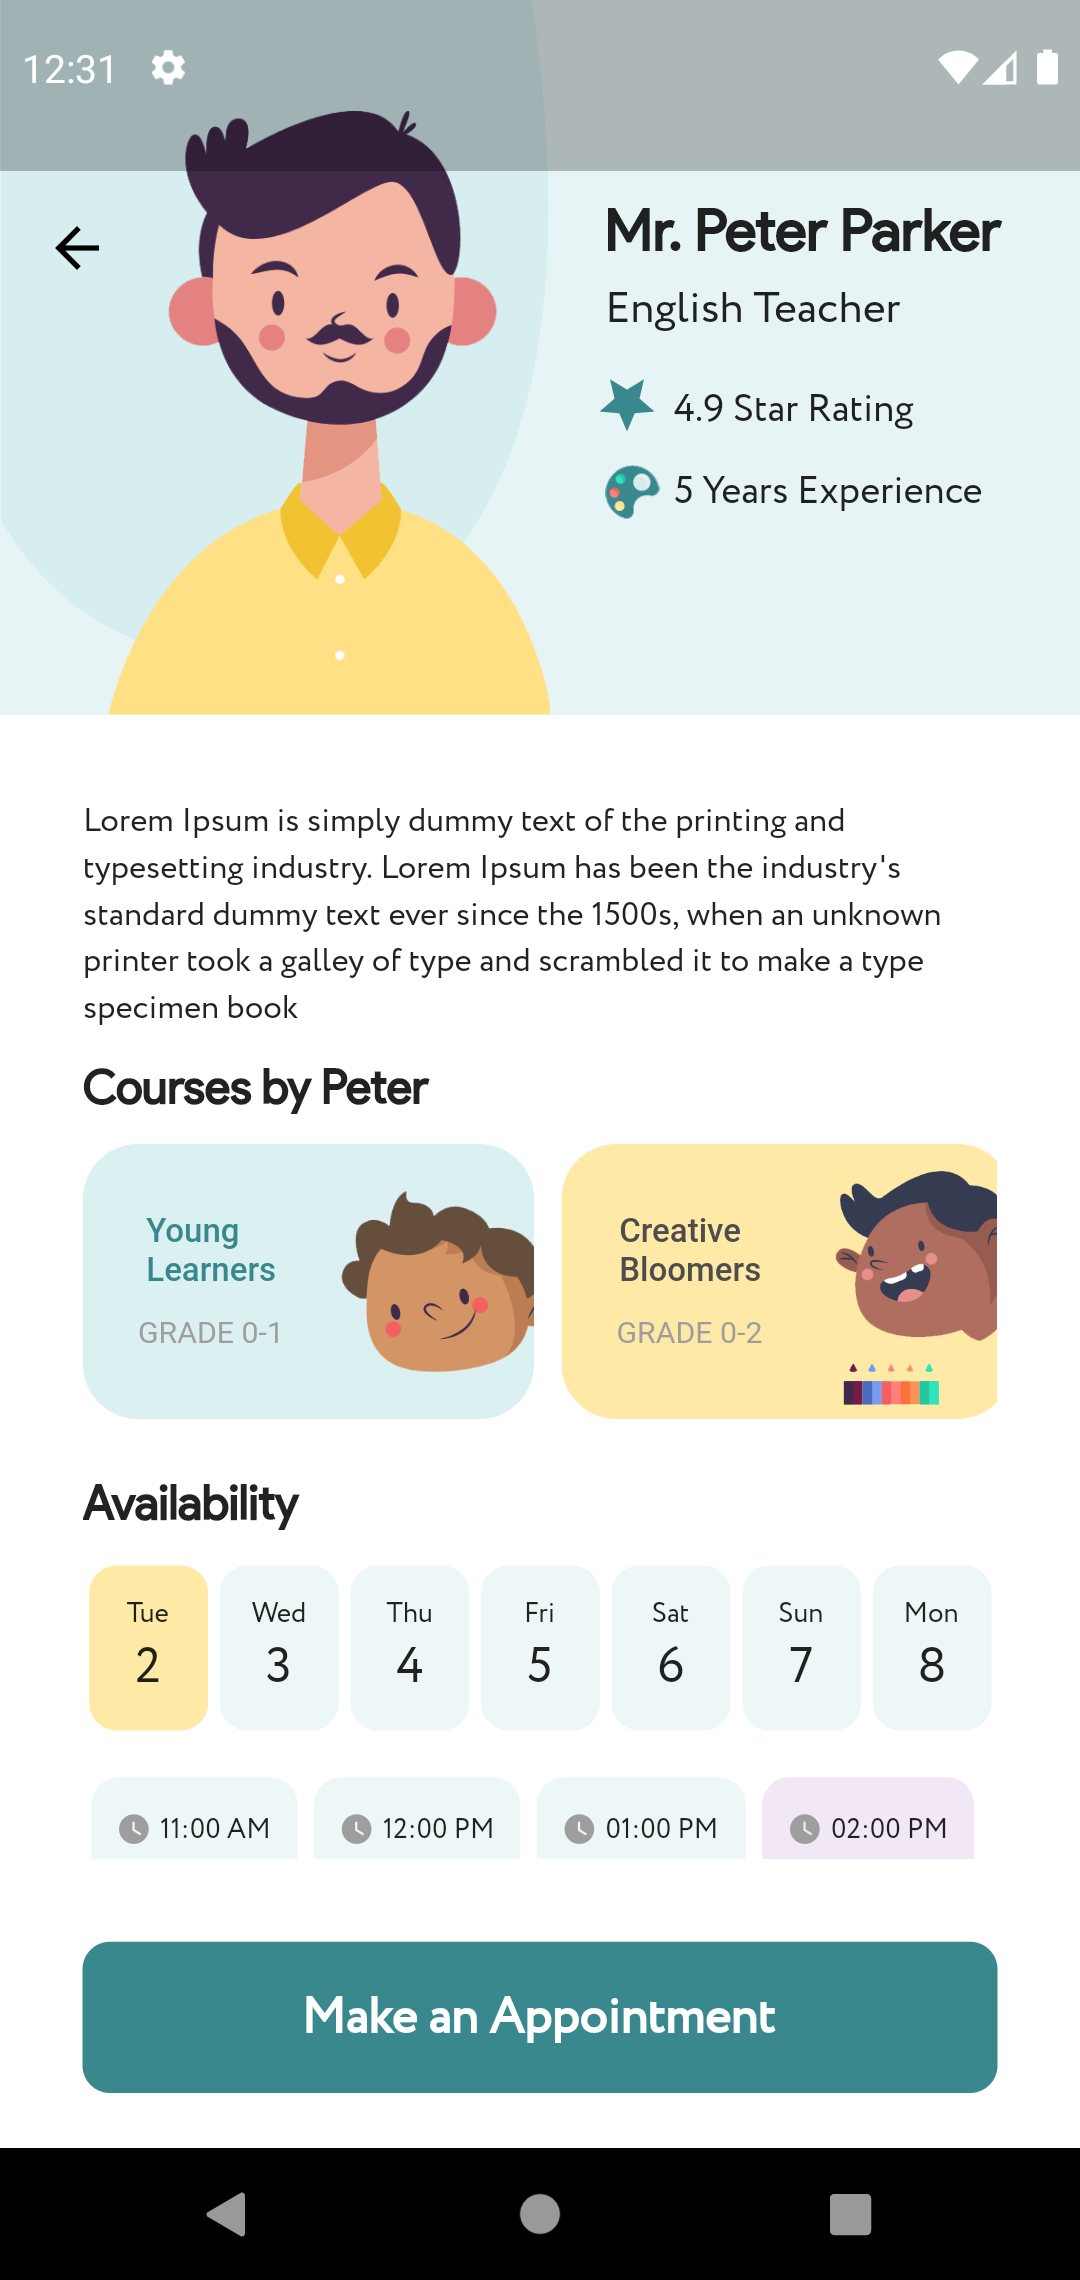 12:31
Mr. Peter Parker
English Teacher
4.9 Star Rating
5 Years Experience
Lorem Ipsum is simply dummy text of the printing and
typesetting industry. Lorem Ipsum has been the industry's
standard dummy text ever since the 1500s, when an unknown
printer took a galley of type and scrambled it to make a type
specimen book
Courses by Peter
Young
Learners
GRADE 0-1
Creative
Bloomers
GRADE 0-2
Availability
Tue Wed Thu Fri Sat Sun Mon
2 3 4 5 6 7 8
11:00 AM 12:00 PM 01:00 PM 02:00 PM
Make an Appointment